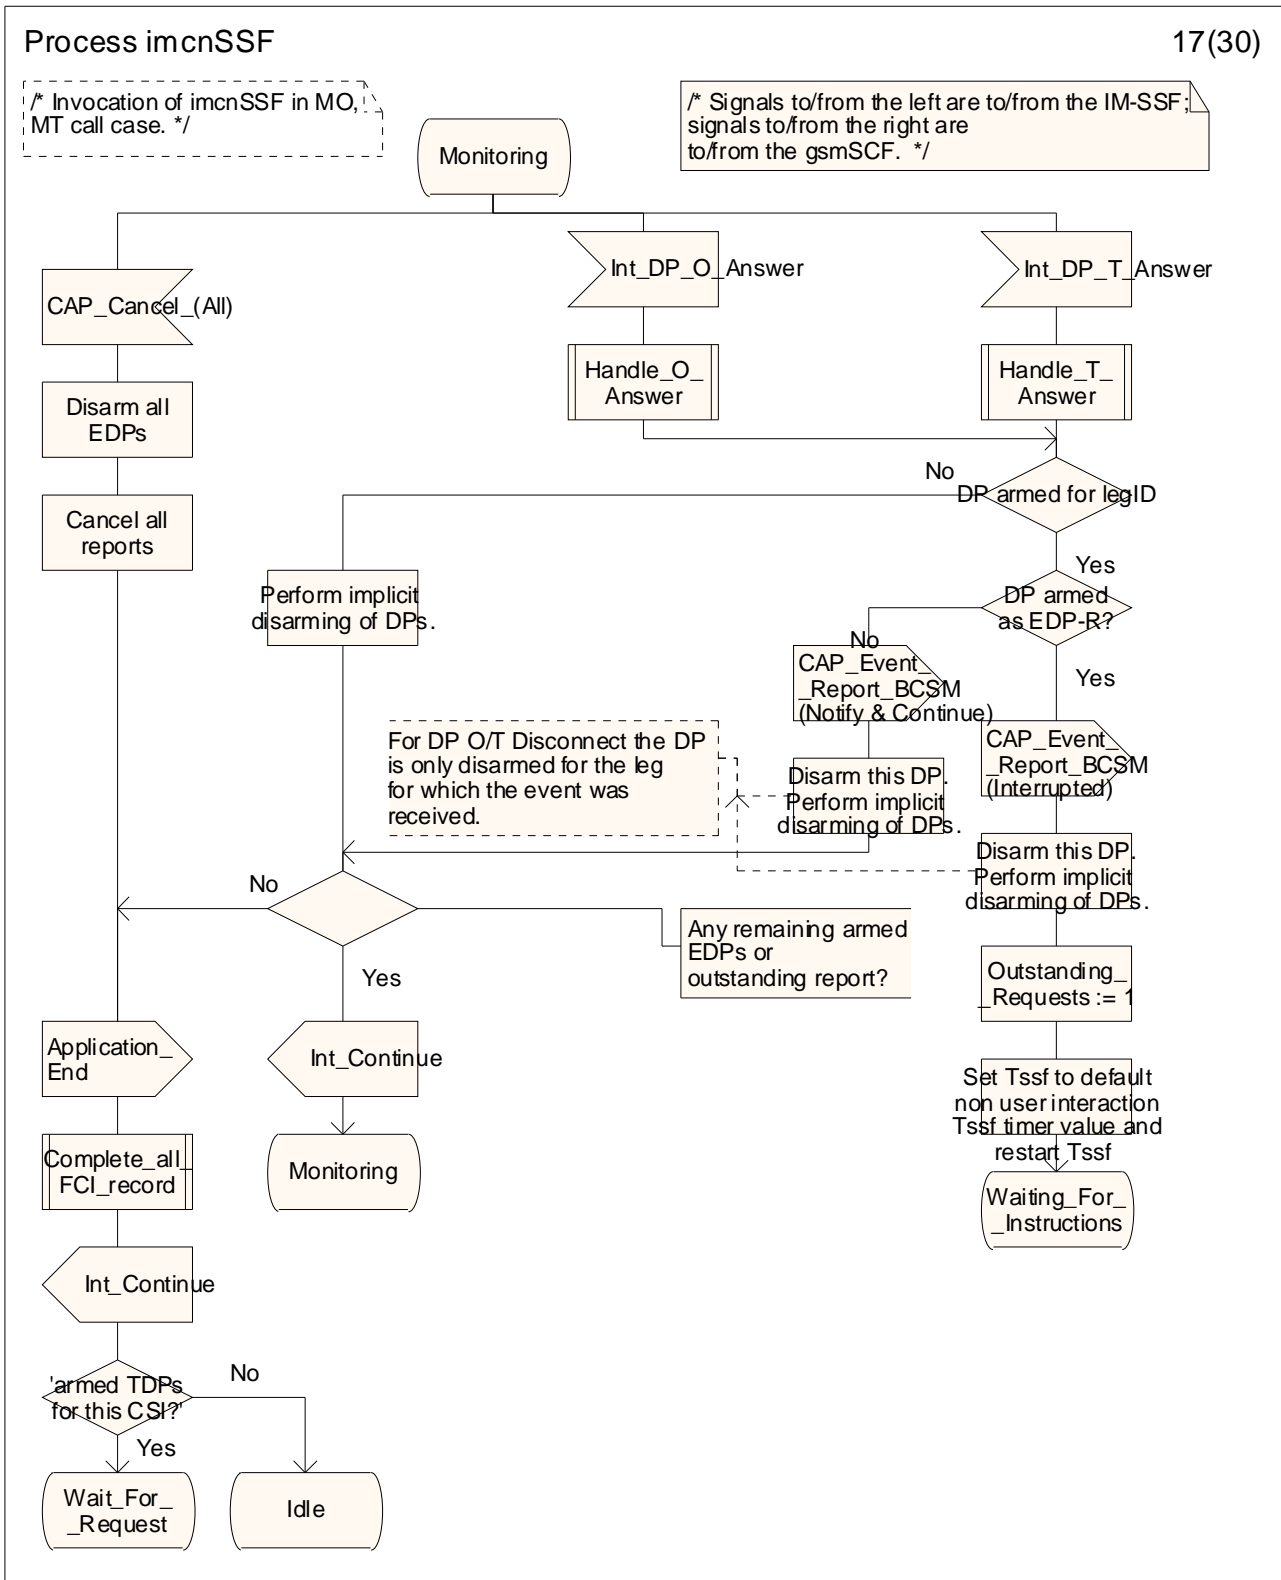 Process imcnSSF
17(30)
/* Invocation of imcnSSF in MO,
MT call case. */
/* Signals to/from the left are to/from the IM-SSF;
signals to/from the right are
to/from the gsmSCF.  */
Monitoring
CAP_Cancel_(All)
Int_DP_O_Answer
Int_DP_T_Answer
Handle_O_
Answer
Handle_T_
Answer
Disarm all
EDPs
Cancel all
reports
No
DP armed for legID
Yes
Perform implicit
disarming of DPs.
DP armed
as EDP-R?
No
Yes
CAP_Event_
_Report_BCSM
(Notify & Continue)
CAP_Event_
_Report_BCSM
(Interrupted)
For DP O/T Disconnect the DP
is only disarmed for the leg
for which the event was
received.
Disarm this DP.
Perform implicit
disarming of DPs.
Disarm this DP.
Perform implicit
disarming of DPs.
No
Any remaining armed
EDPs or
outstanding report?
Yes
Outstanding_
_Requests := 1
Application_
End
Int_Continue
Set Tssf to default
non user interaction
Tssf timer value and
restart Tssf
Complete_all_
FCI_record
Monitoring
Waiting_For_
_Instructions
Int_Continue
'armed TDPs
for this CSI?'
No
Yes
Wait_For_
_Request
Idle